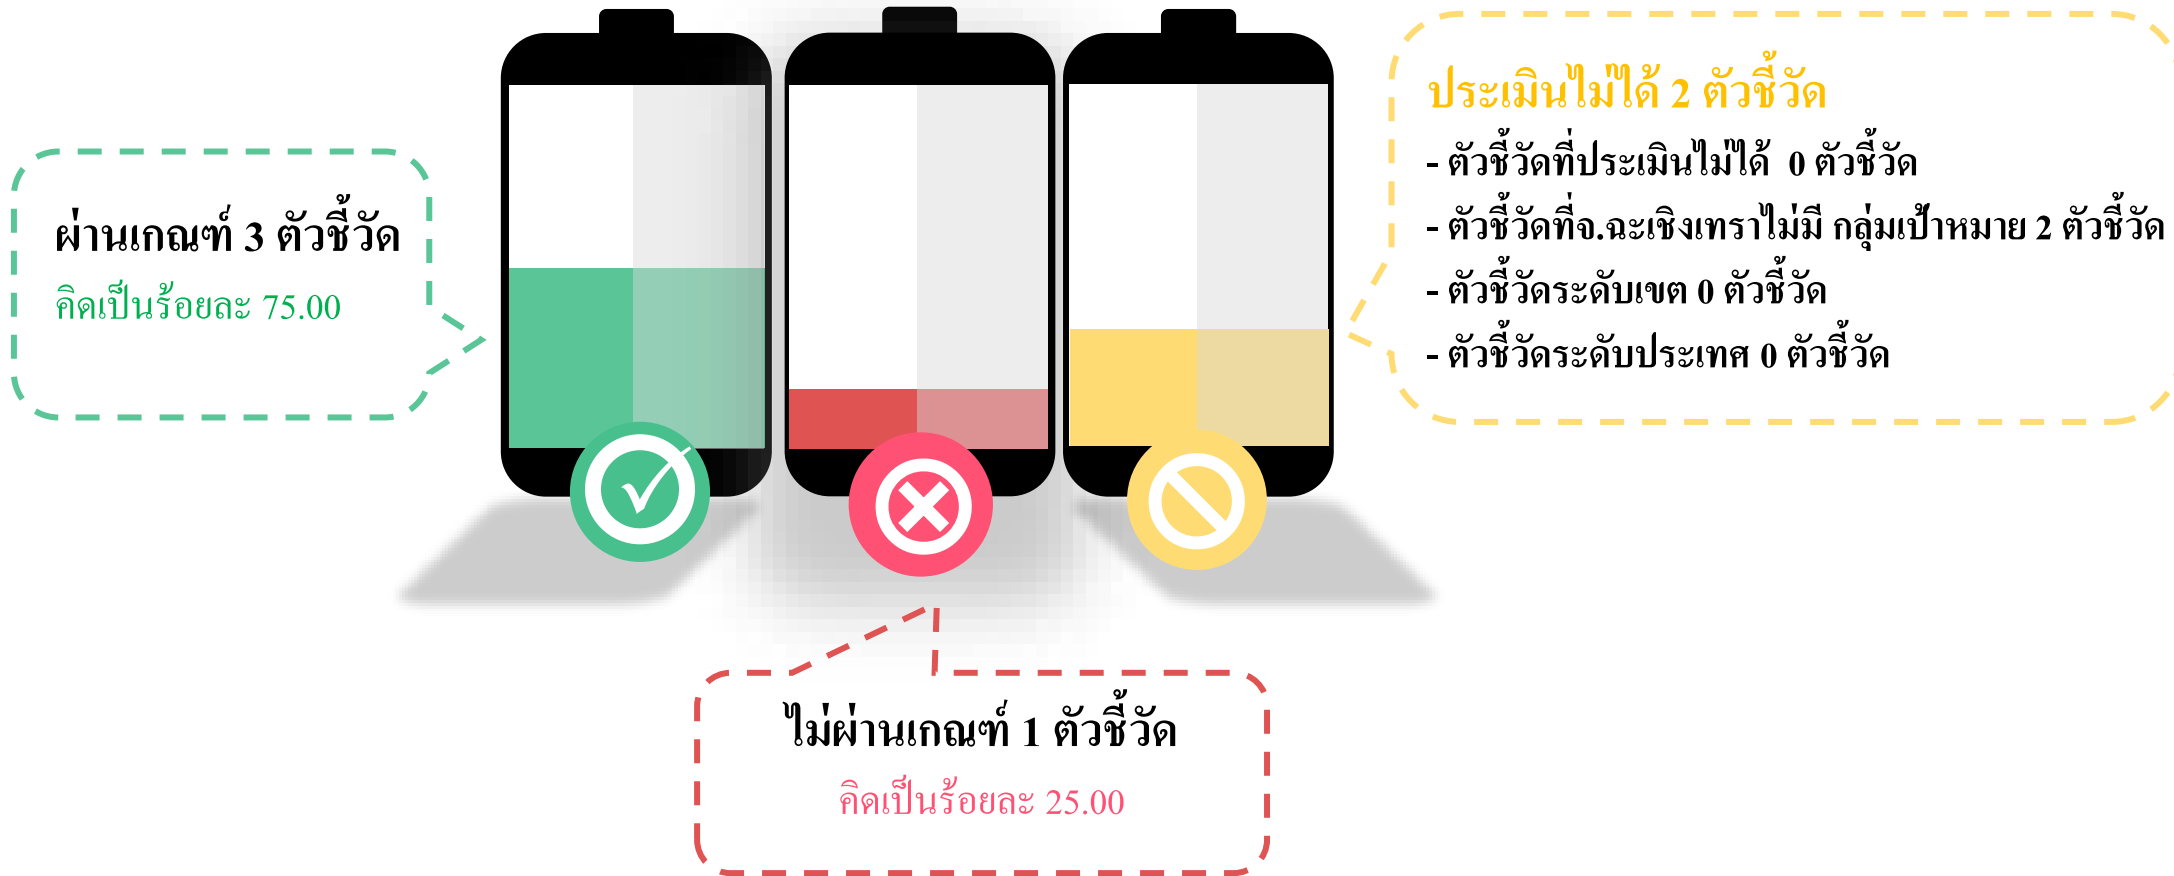 ผ่านเกณฑ์ 3 ตัวชี้วัด
คิดเป็นร้อยละ 75.00
ประเมินไม่ได้ 2 ตัวชี้วัด
- ตัวชี้วัดที่ประเมินไม่ได้ 0 ตัวชี้วัด
- ตัวชี้วัดที่จ.ฉะเชิงเทราไม่มี กลุ่มเป้าหมาย 2 ตัวชี้วัด
- ตัวชี้วัดระดับเขต 0 ตัวชี้วัด
- ตัวชี้วัดระดับประเทศ 0 ตัวชี้วัด
ไม่ผ่านเกณฑ์ 1 ตัวชี้วัด
คิดเป็นร้อยละ 25.00